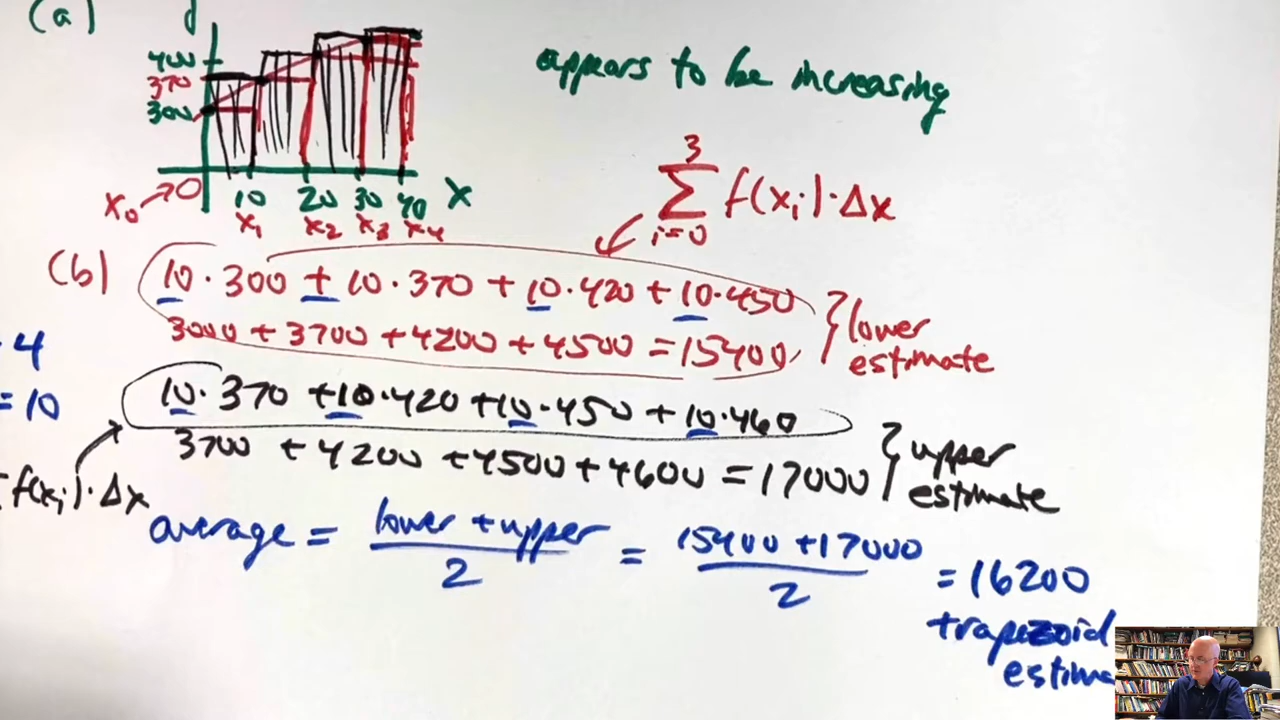 (a)
400
370
300
appears to be increasing
x₀ → 0 10 20 30 40 x
x₁ x₂ x₃ x₄
3
∑ f(xᵢ)·Δx
i=0
(b) 10·300 + 10·370 + 10·420 + 10·450
3000 + 3700 + 4200 + 4500 = 15400
} lower
estimate
4
= 10
10·370 + 10·420 + 10·450 + 10·460
3700 + 4200 + 4500 + 4600 = 17000
} upper
estimate
f(xᵢ)·Δx
average = lower + upper / 2 = 15400 + 17000 / 2 = 16200
trapezoid